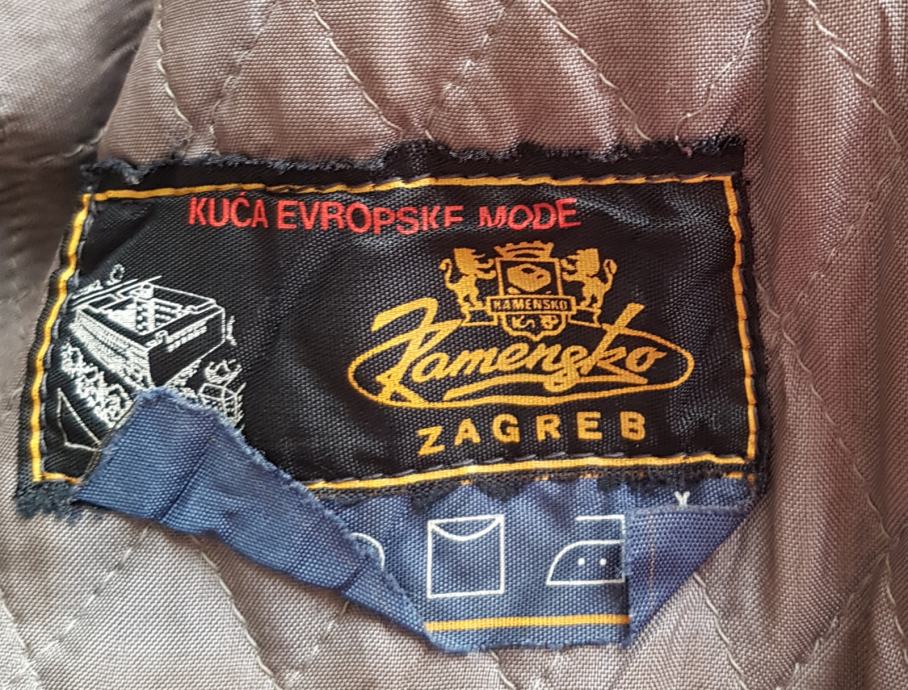 KUĆA EVROPSKE MODE
KAMENSKO
Kamensko
ZAGREB